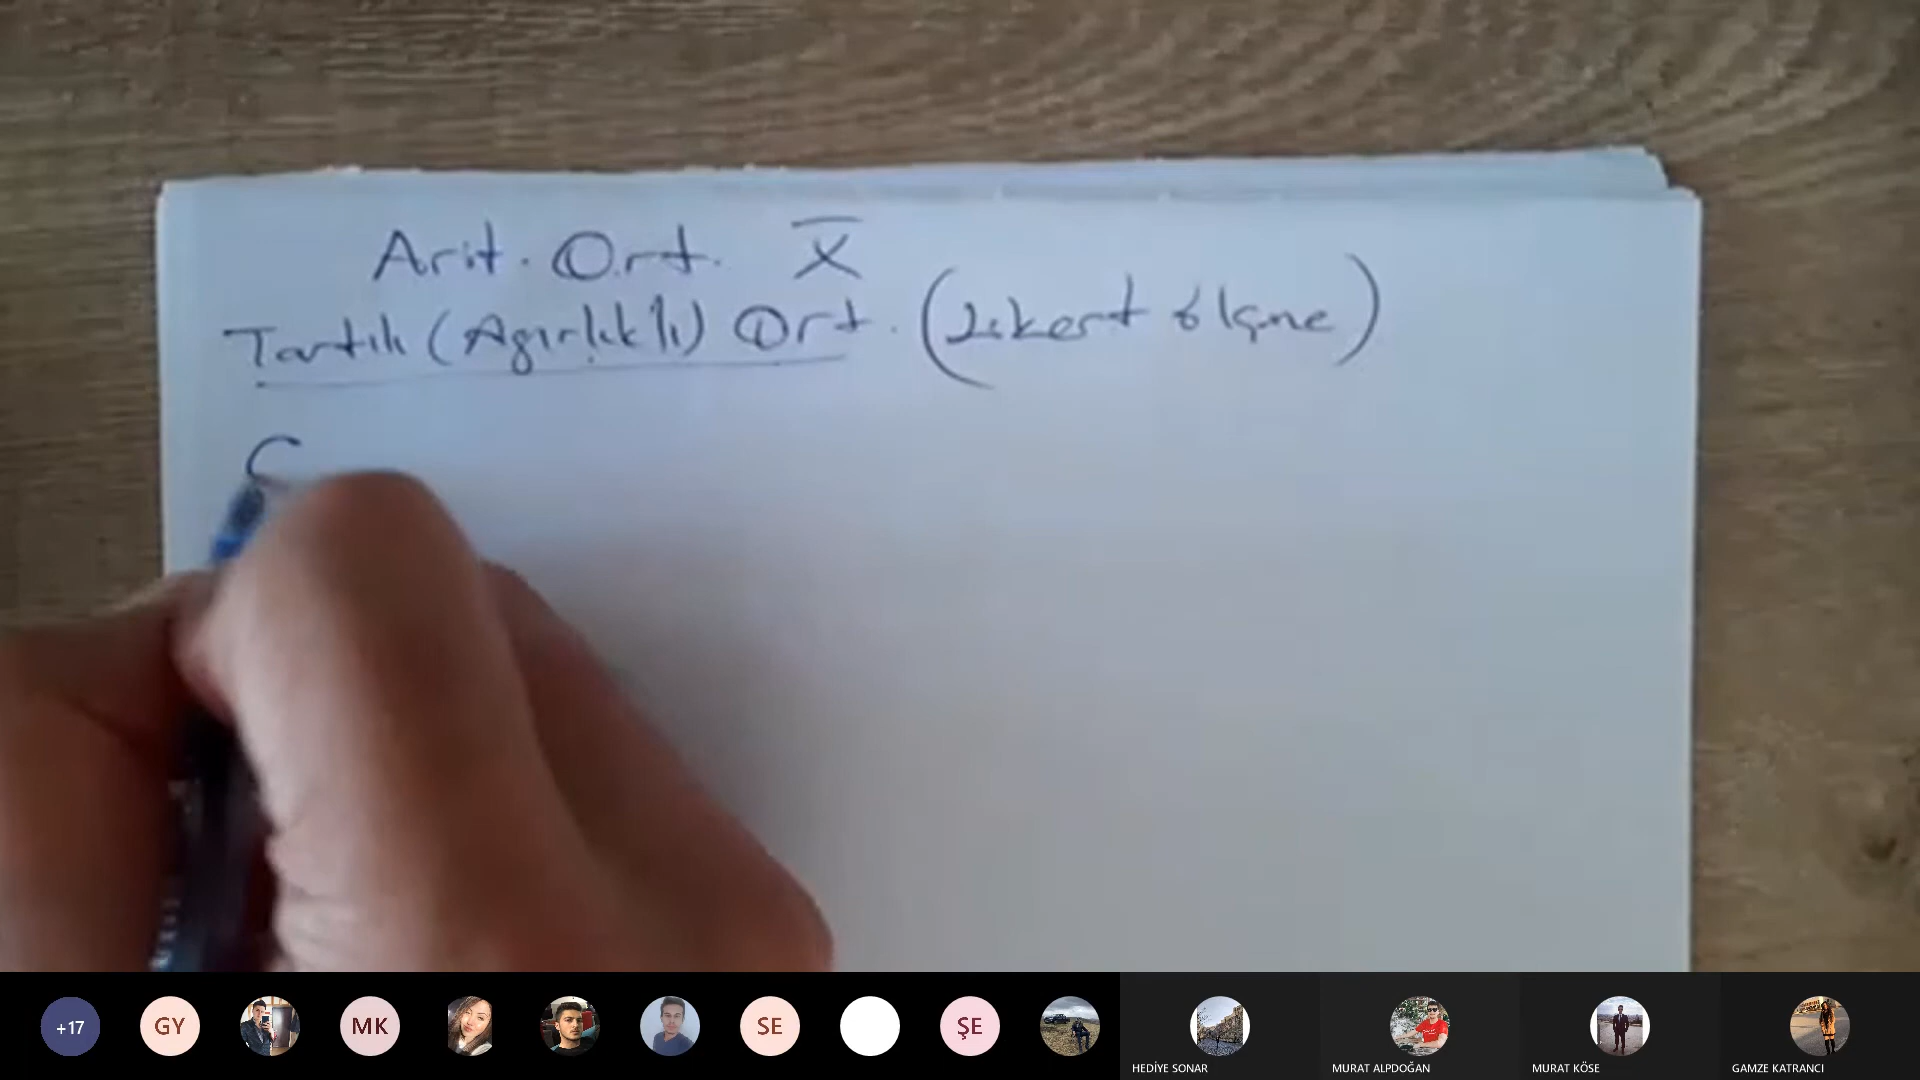 Arit. Ort. X̄
Tartılı (Agırlıklı) Ort. (Likert ölçme)
C
+17
GY
MK
SE
ŞE
HEDİYE SONAR
MURAT ALPDOĞAN
MURAT KÖSE
GAMZE KATRANCI